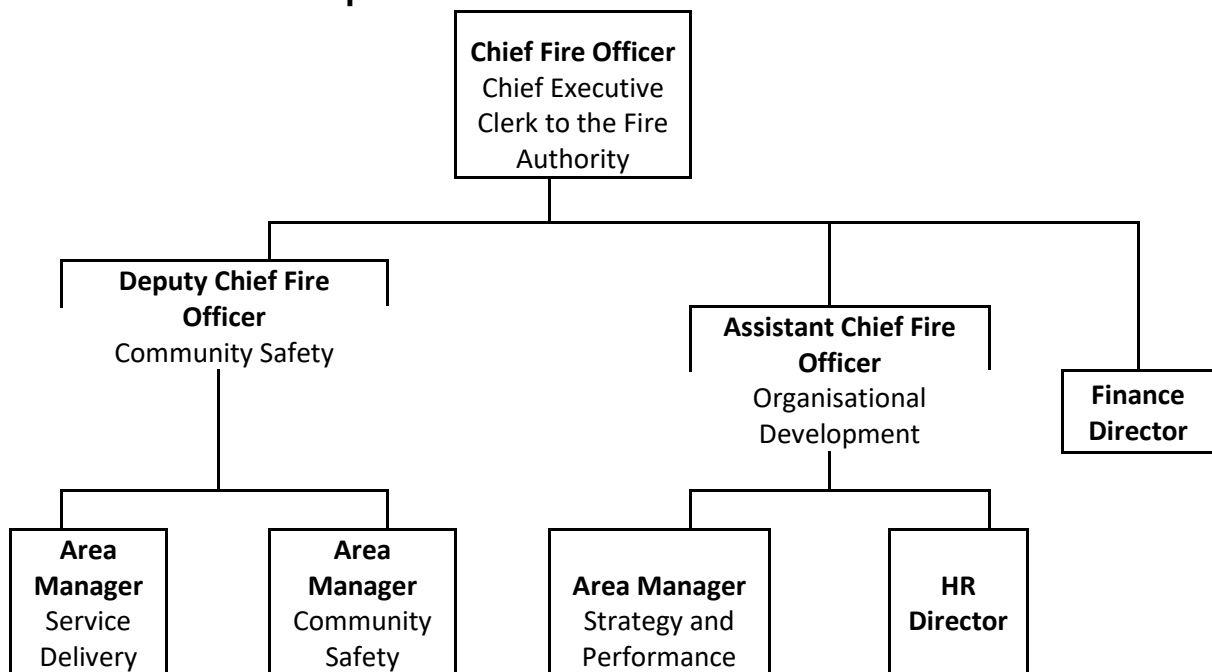 Chief Fire Officer
Chief Executive
Clerk to the Fire
Authority
Deputy Chief Fire
Officer
Community Safety
Assistant Chief Fire
Officer
Organisational
Development
Finance
Director
Area
Manager
Service
Delivery
Area
Manager
Community
Safety
Area Manager
Strategy and
Performance
HR
Director